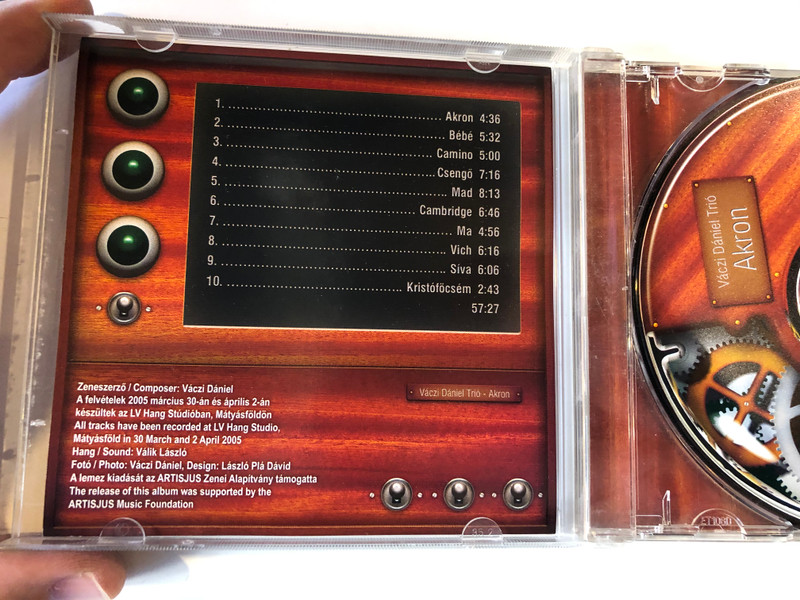 1. Akron 4:36
2. Bébé 5:32
3. Camino 5:00
4. Csengő 7:16
5. Mad 8:13
6. Cambridge 6:46
7. Ma 4:56
8. Vich 6:16
9. Síva 6:06
10. Kristófőcsém 2:43
57:27
Zeneszerző / Composer: Váczi Dániel
A felvételek 2005 március 30-án és április 2-án
készültek az LV Hang Stúdióban, Mátyásföldön
All tracks have been recorded at LV Hang Studio,
Mátyásföld in 30 March and 2 April 2005
Hang / Sound: Válik László
Fotó / Photo: Váczi Dániel, Design: László Plá Dávid
A lemez kiadását az ARTISJUS Zenei Alapítvány támogatta
The release of this album was supported by the
ARTISJUS Music Foundation
Váczi Dániel Trió - Akron
Váczi Dániel Trió
Akron